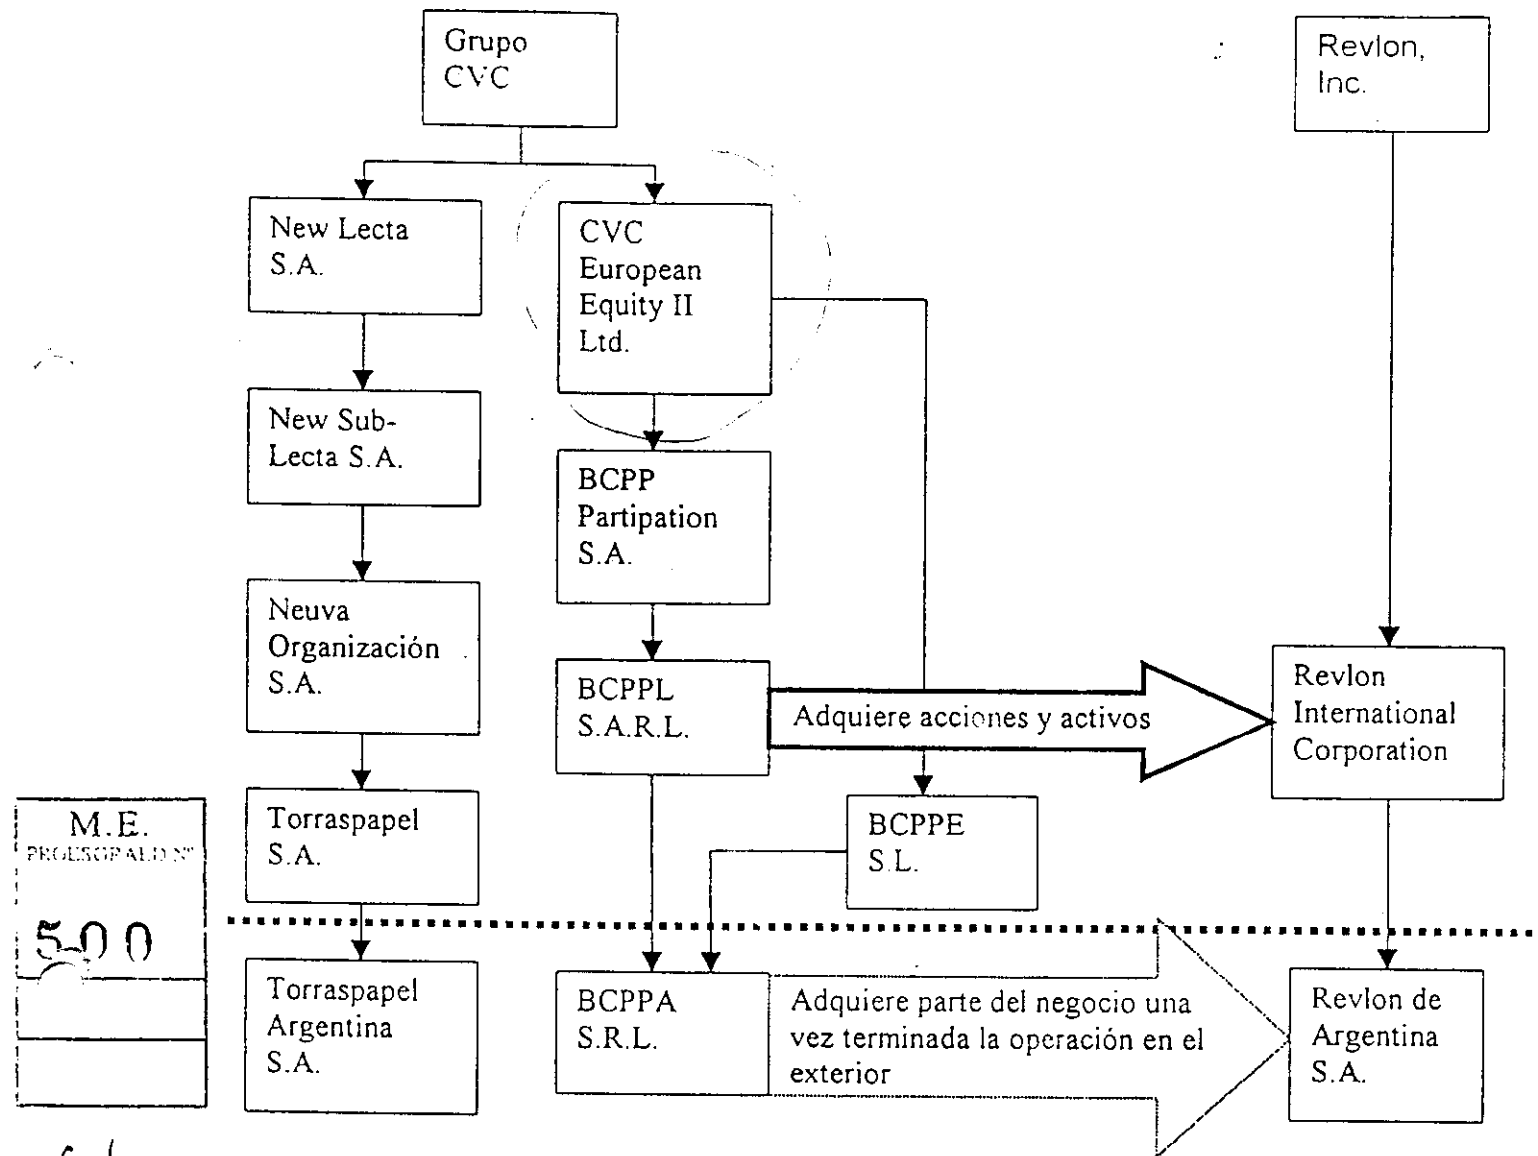 Grupo
CVC
Revlon,
Inc.
New Lecta
S.A.
CVC
European
Equity II
Ltd.
New Sub-
Lecta S.A.
BCPP
Partipation
S.A.
Neuva
Organización
S.A.
BCPPL
S.A.R.L.
Adquiere acciones y activos
Revlon
International
Corporation
Torraspapel
S.A.
BCPPE
S.L.
M.E.
500
Torraspapel
Argentina
S.A.
BCPPA
S.R.L.
Adquiere parte del negocio una
vez terminada la operación en el
exterior
Revlon de
Argentina
S.A.